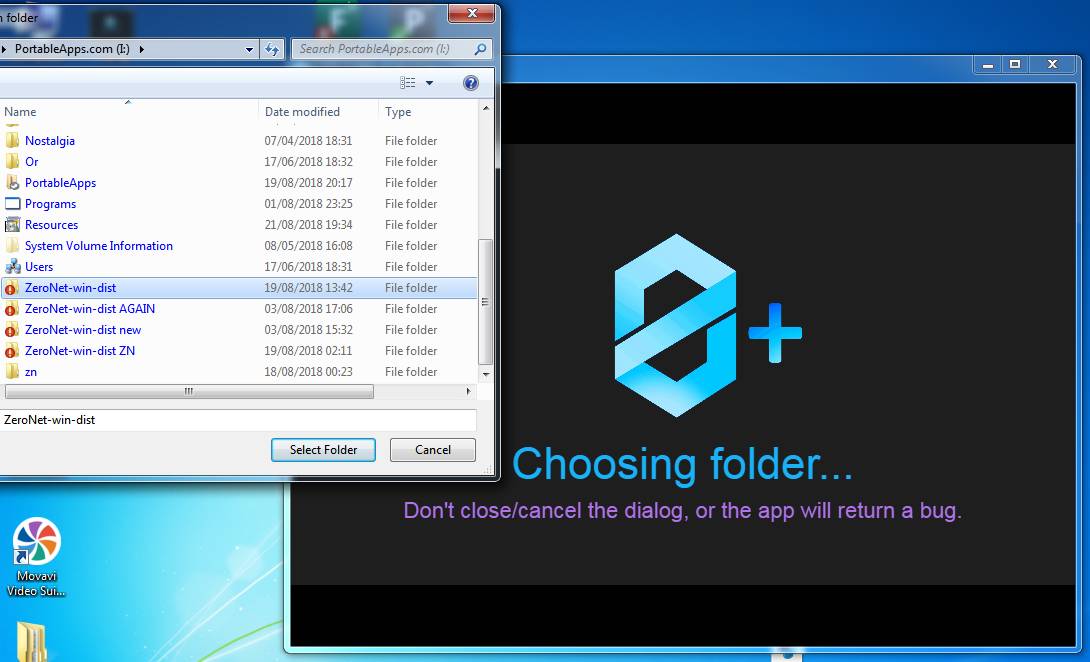 n folder
PortableApps.com (I:)
Search PortableApps.com (I:)
Name Date modified Type
Nostalgia 07/04/2018 18:31 File folder
Or 17/06/2018 18:32 File folder
PortableApps 19/08/2018 20:17 File folder
Programs 01/08/2018 23:25 File folder
Resources 21/08/2018 19:34 File folder
System Volume Information 08/05/2018 16:08 File folder
Users 17/06/2018 18:31 File folder
ZeroNet-win-dist 19/08/2018 13:42 File folder
ZeroNet-win-dist AGAIN 03/08/2018 17:06 File folder
ZeroNet-win-dist new 03/08/2018 15:32 File folder
ZeroNet-win-dist ZN 19/08/2018 02:11 File folder
zn 18/08/2018 00:23 File folder
ZeroNet-win-dist
Select Folder Cancel
Choosing folder...
Don't close/cancel the dialog, or the app will return a bug.
Movavi
Video Sui...